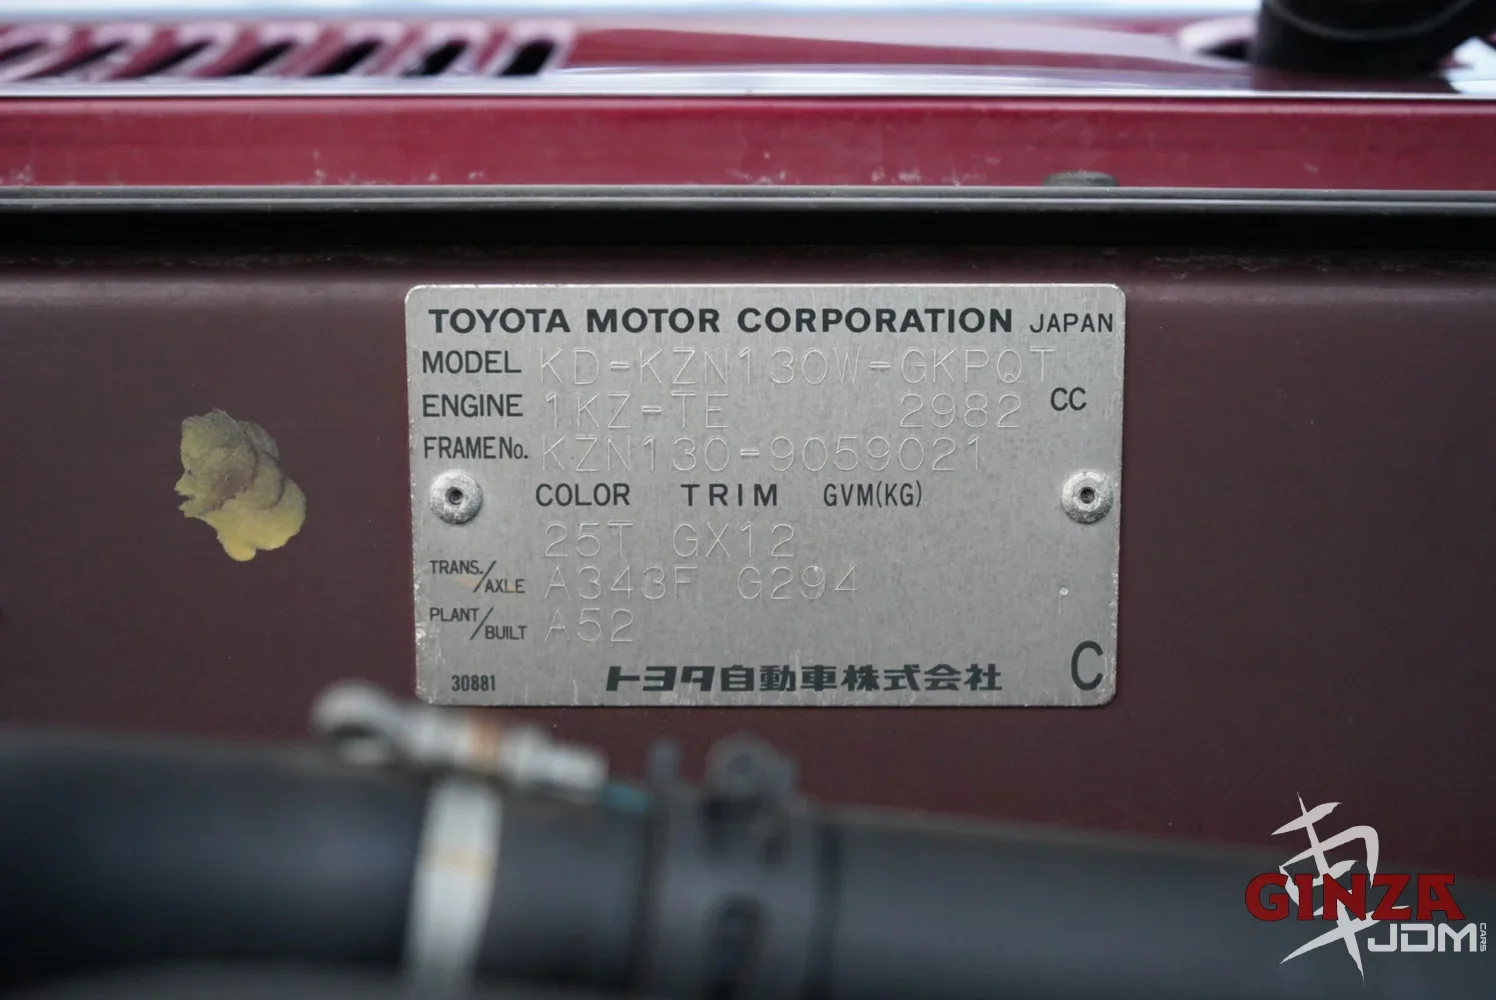 TOYOTA MOTOR CORPORATION JAPAN
MODEL KD-KZN130W-GKPQT
ENGINE 1KZ-TE 2982 CC
FRAME No. KZN130-9059021
COLOR TRIM GVM(KG)
25T GX12
TRANS./AXLE A343F G294
PLANT/BUILT A52
30881 トヨタ自動車株式会社 C
GINZA
JDM CARS